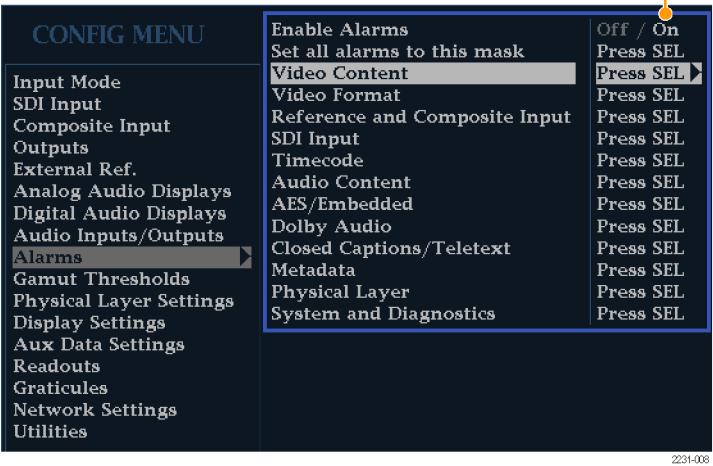 CONFIG MENU
Input Mode
SDI Input
Composite Input
Outputs
External Ref.
Analog Audio Displays
Digital Audio Displays
Audio Inputs/Outputs
Alarms
Gamut Thresholds
Physical Layer Settings
Display Settings
Aux Data Settings
Readouts
Graticules
Network Settings
Utilities
Enable Alarms Off / On
Set all alarms to this mask Press SEL
Video Content Press SEL
Video Format Press SEL
Reference and Composite Input Press SEL
SDI Input Press SEL
Timecode Press SEL
Audio Content Press SEL
AES/Embedded Press SEL
Dolby Audio Press SEL
Closed Captions/Teletext Press SEL
Metadata Press SEL
Physical Layer Press SEL
System and Diagnostics Press SEL
2231-008